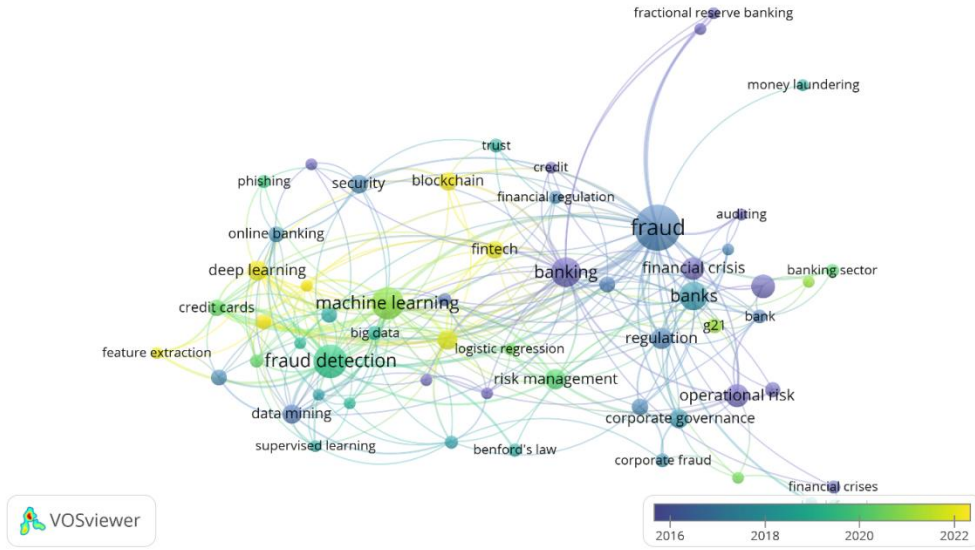 fractional reserve banking
money laundering
trust
credit
phishing
security
blockchain
financial regulation
auditing
fraud
online banking
fintech
deep learning
banking
financial crisis
banking sector
machine learning
banks
credit cards
big data
g21
bank
regulation
feature extraction
fraud detection
logistic regression
risk management
operational risk
data mining
corporate governance
supervised learning
benford's law
corporate fraud
financial crises
VOSviewer
2016 2018 2020 2022